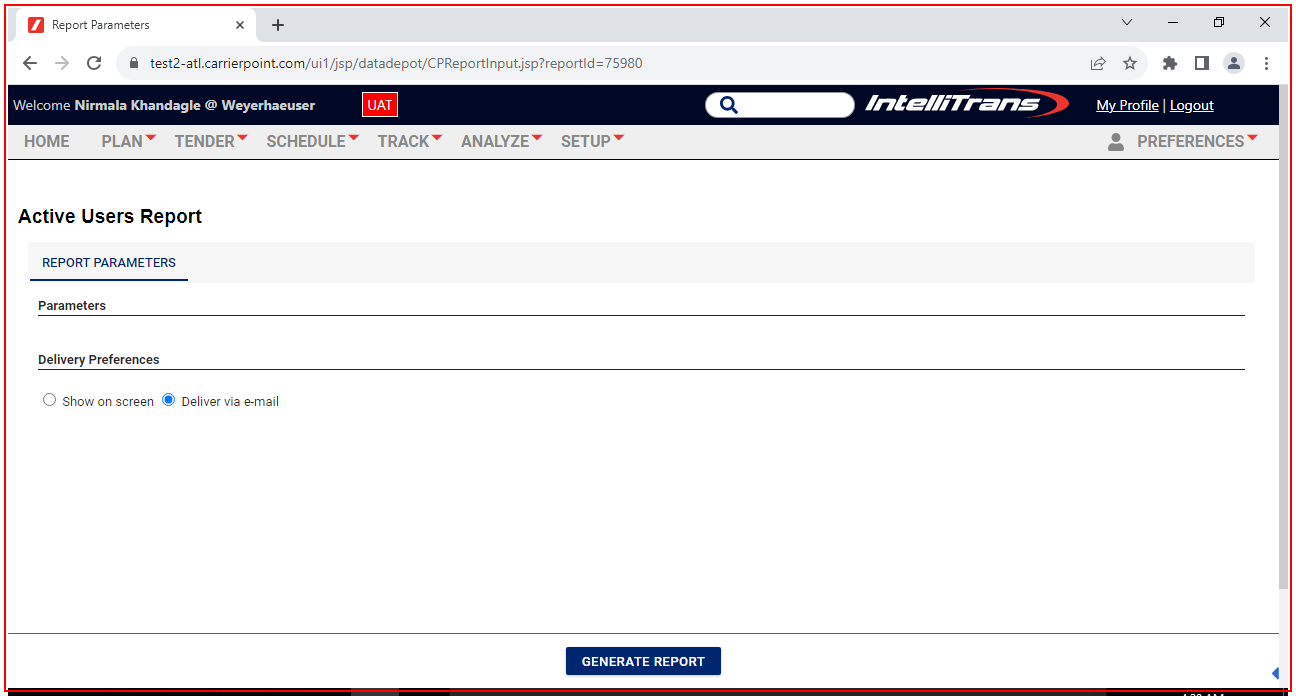 Report Parameters
test2-atl.carrierpoint.com/ui1/jsp/datadepot/CPReportInput.jsp?reportId=75980
Welcome Nirmala Khandagle @ Weyerhaeuser UAT IntelliTrans My Profile | Logout
HOME PLAN TENDER SCHEDULE TRACK ANALYZE SETUP PREFERENCES
Active Users Report
REPORT PARAMETERS
Parameters
Delivery Preferences
Show on screen Deliver via e-mail
GENERATE REPORT